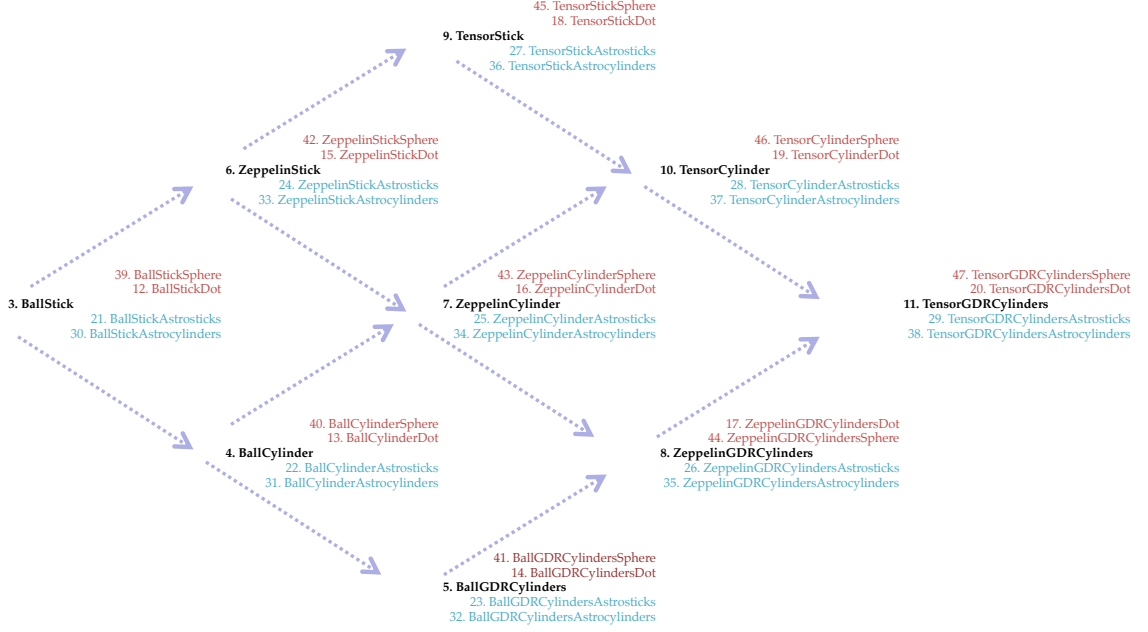 45. TensorStickSphere
18. TensorStickDot
9. TensorStick
27. TensorStickAstrosticks
36. TensorStickAstrocylinders
42. ZeppelinStickSphere
15. ZeppelinStickDot
6. ZeppelinStick
24. ZeppelinStickAstrosticks
33. ZeppelinStickAstrocylinders
46. TensorCylinderSphere
19. TensorCylinderDot
10. TensorCylinder
28. TensorCylinderAstrosticks
37. TensorCylinderAstrocylinders
39. BallStickSphere
12. BallStickDot
3. BallStick
21. BallStickAstrosticks
30. BallStickAstrocylinders
43. ZeppelinCylinderSphere
16. ZeppelinCylinderDot
7. ZeppelinCylinder
25. ZeppelinCylinderAstrosticks
34. ZeppelinCylinderAstrocylinders
47. TensorGDRCylindersSphere
20. TensorGDRCylindersDot
11. TensorGDRCylinders
29. TensorGDRCylindersAstrosticks
38. TensorGDRCylindersAstrocylinders
40. BallCylinderSphere
13. BallCylinderDot
4. BallCylinder
22. BallCylinderAstrosticks
31. BallCylinderAstrocylinders
17. ZeppelinGDRCylindersDot
44. ZeppelinGDRCylindersSphere
8. ZeppelinGDRCylinders
26. ZeppelinGDRCylindersAstrosticks
35. ZeppelinGDRCylindersAstrocylinders
41. BallGDRCylindersSphere
14. BallGDRCylindersDot
5. BallGDRCylinders
23. BallGDRCylindersAstrosticks
32. BallGDRCylindersAstrocylinders